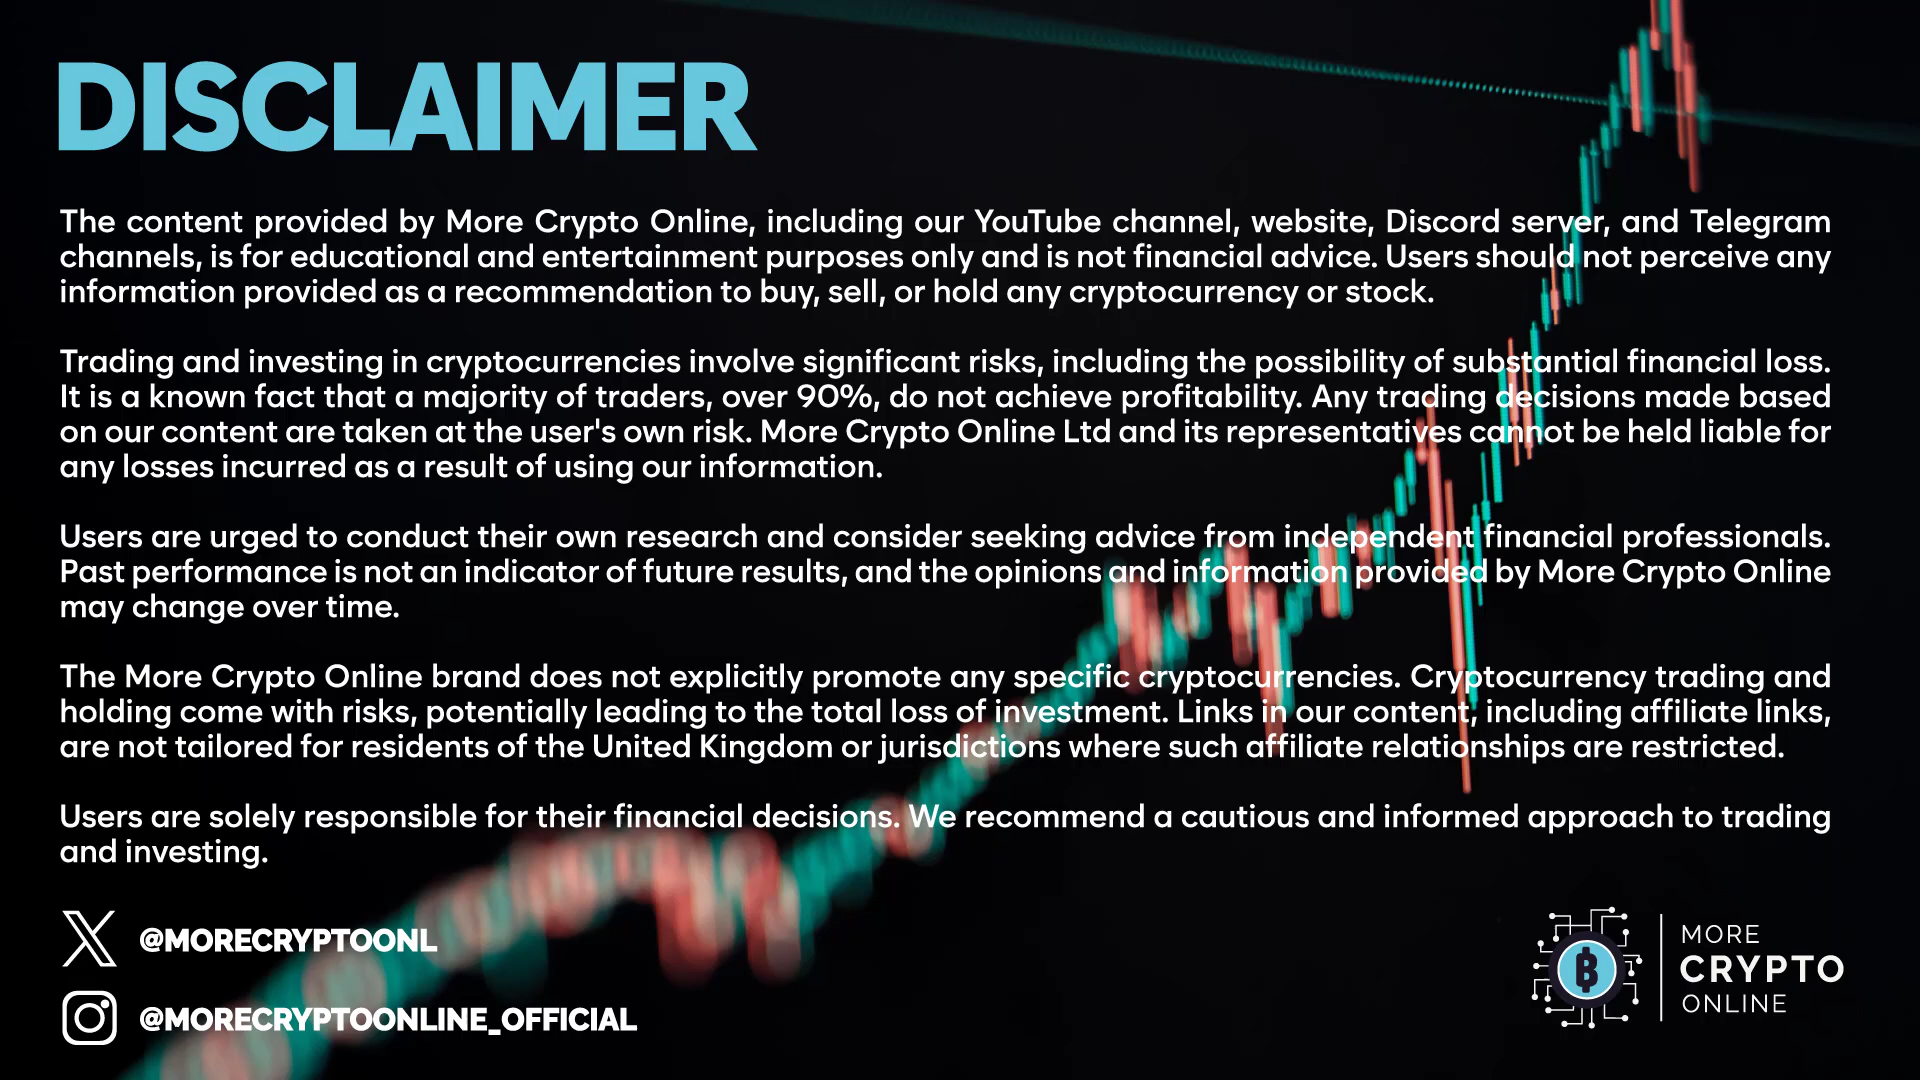 DISCLAIMER
The content provided by More Crypto Online, including our YouTube channel, website, Discord server, and Telegram
channels, is for educational and entertainment purposes only and is not financial advice. Users should not perceive any
information provided as a recommendation to buy, sell, or hold any cryptocurrency or stock.
Trading and investing in cryptocurrencies involve significant risks, including the possibility of substantial financial loss.
It is a known fact that a majority of traders, over 90%, do not achieve profitability. Any trading decisions made based
on our content are taken at the user's own risk. More Crypto Online Ltd and its representatives cannot be held liable for
any losses incurred as a result of using our information.
Users are urged to conduct their own research and consider seeking advice from independent financial professionals.
Past performance is not an indicator of future results, and the opinions and information provided by More Crypto Online
may change over time.
The More Crypto Online brand does not explicitly promote any specific cryptocurrencies. Cryptocurrency trading and
holding come with risks, potentially leading to the total loss of investment. Links in our content, including affiliate links,
are not tailored for residents of the United Kingdom or jurisdictions where such affiliate relationships are restricted.
Users are solely responsible for their financial decisions. We recommend a cautious and informed approach to trading
and investing.
@MORECRYPTOONL
@MORECRYPTOONLINE_OFFICIAL
MORE
CRYPTO
ONLINE